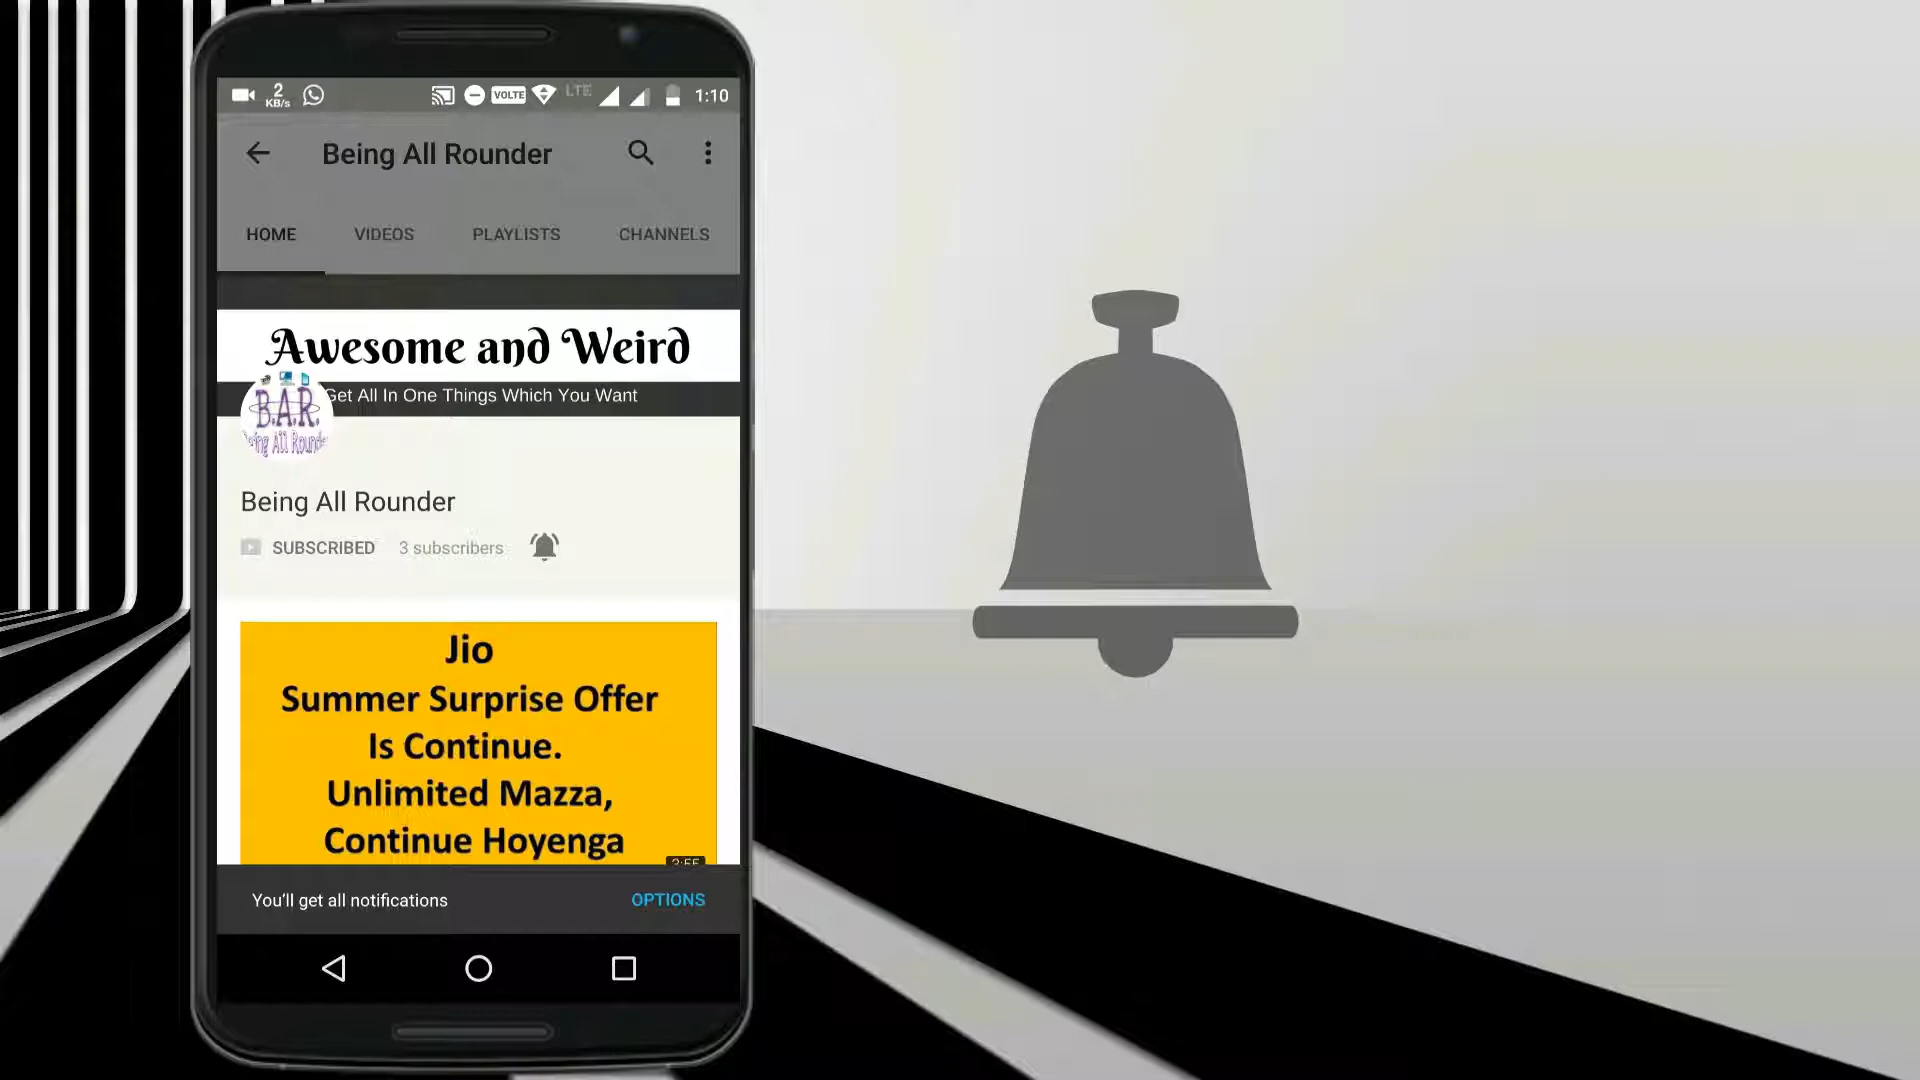 2
KB/s
VOLTE
LTE
1:10
Being All Rounder
HOME VIDEOS PLAYLISTS CHANNELS
Awesome and Weird
Get All In One Things Which You Want
B.A.R.
Being All Rounder
SUBSCRIBED 3 subscribers
Jio
Summer Surprise Offer
Is Continue.
Unlimited Mazza,
Continue Hoyenga
3:55
You'll get all notifications OPTIONS